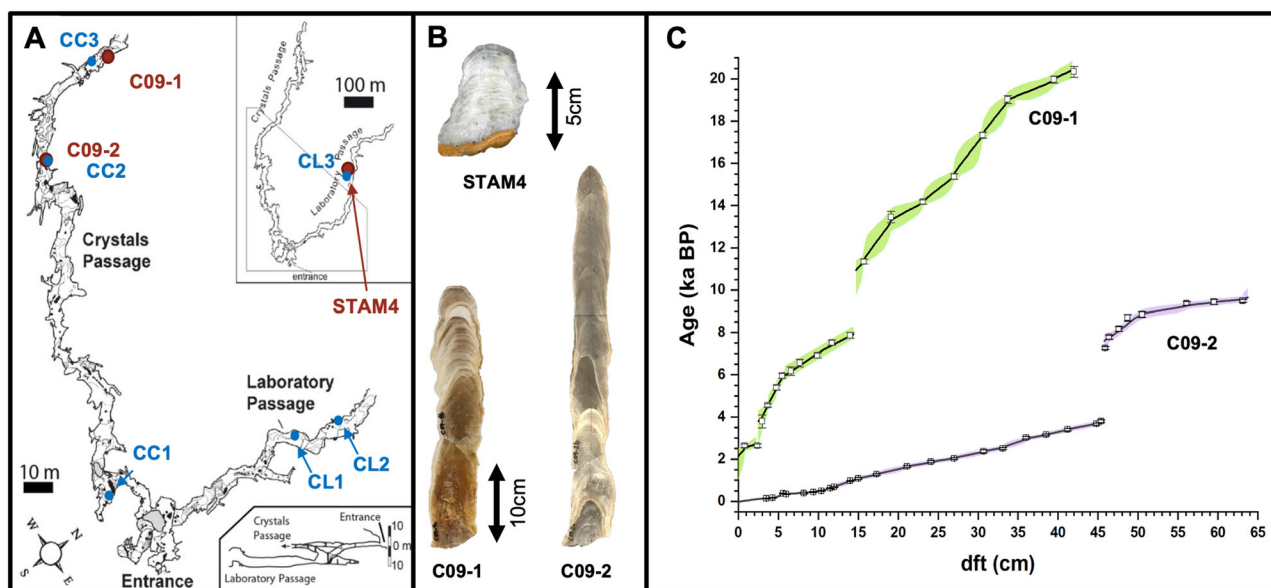 A
CC3
C09-1
C09-2
CC2
Crystals
Passage
CC1
10 m
N
E
S
W
Entrance
Laboratory
Passage
CL1
CL2
100 m
Crystals Passage
Laboratory Passage
CL3
entrance
STAM4
Crystals
Passage
Entrance
10
0 m
10
Laboratory Passage
B
5cm
STAM4
10cm
C09-1
C09-2
C
Age (ka BP)
20
18
16
14
12
10
8
6
4
2
0
C09-1
C09-2
0 5 10 15 20 25 30 35 40 45 50 55 60 65
dft (cm)